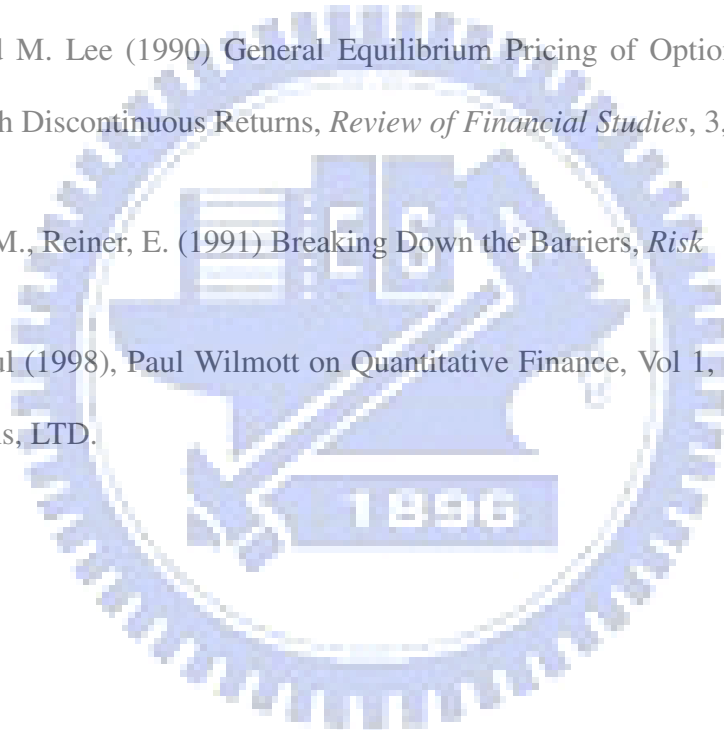 d M. Lee (1990) General Equilibrium Pricing of Option
h Discontinuous Returns, Review of Financial Studies, 3,
M., Reiner, E. (1991) Breaking Down the Barriers, Risk
ul (1998), Paul Wilmott on Quantitative Finance, Vol 1,
s, LTD.
1896